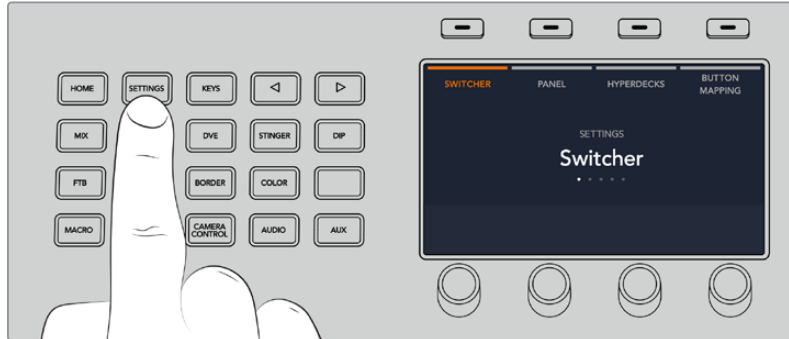 HOME SETTINGS KEYS
MIX DVE STINGER DIP
FTB BORDER COLOR
MACRO CAMERA CONTROL AUDIO AUX
SWITCHER PANEL HYPERDECKS BUTTON MAPPING
SETTINGS
Switcher